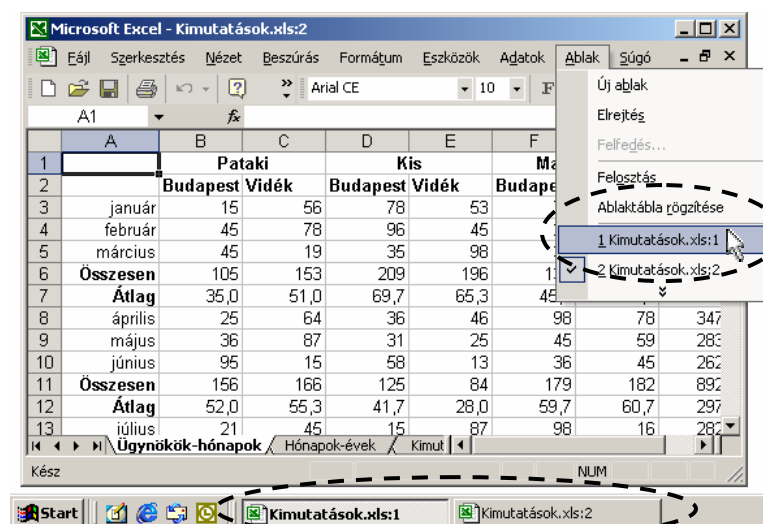 Microsoft Excel - Kimutatások.xls:2
Fájl Szerkesztés Nézet Beszúrás Formátum Eszközök Adatok Ablak Súgó
Arial CE 10 F
A1 fx
Új ablak
Elrejtés
Felfedés...
Felosztás
Ablaktábla rögzítése
1 Kimutatások.xls:1
2 Kimutatások.xls:2
A B C D E F
1 Pataki Kis
2 Budapest Vidék Budapest Vidék
3 január 15 56 78 53
4 február 45 78 96 45
5 március 45 19 35 98
6 Összesen 105 153 209 196
7 Átlag 35,0 51,0 69,7 65,3
8 április 25 64 36 46 98 78 347
9 május 36 87 31 25 45 59 283
10 június 95 15 58 13 36 45 262
11 Összesen 156 166 125 84 179 182 892
12 Átlag 52,0 55,3 41,7 28,0 59,7 60,7 297
13 július 21 45 15 87 98 16 282
Ügynökök-hónapok Hónapok-évek Kimut
Kész NUM
Start Kimutatások.xls:1 Kimutatások.xls:2